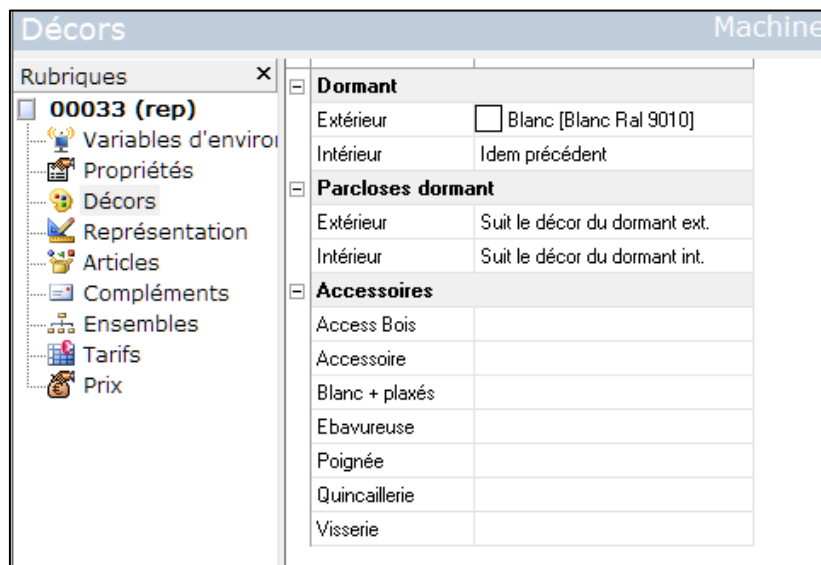 Décors
Machine
Rubriques
00033 (rep)
Variables d'enviro
Propriétés
Décors
Représentation
Articles
Compléments
Ensembles
Tarifs
Prix
Dormant
Extérieur Blanc [Blanc Ral 9010]
Intérieur Idem précédent
Parcloses dormant
Extérieur Suit le décor du dormant ext.
Intérieur Suit le décor du dormant int.
Accessoires
Access Bois
Accessoire
Blanc + plaxés
Ebavureuse
Poignée
Quincaillerie
Visserie